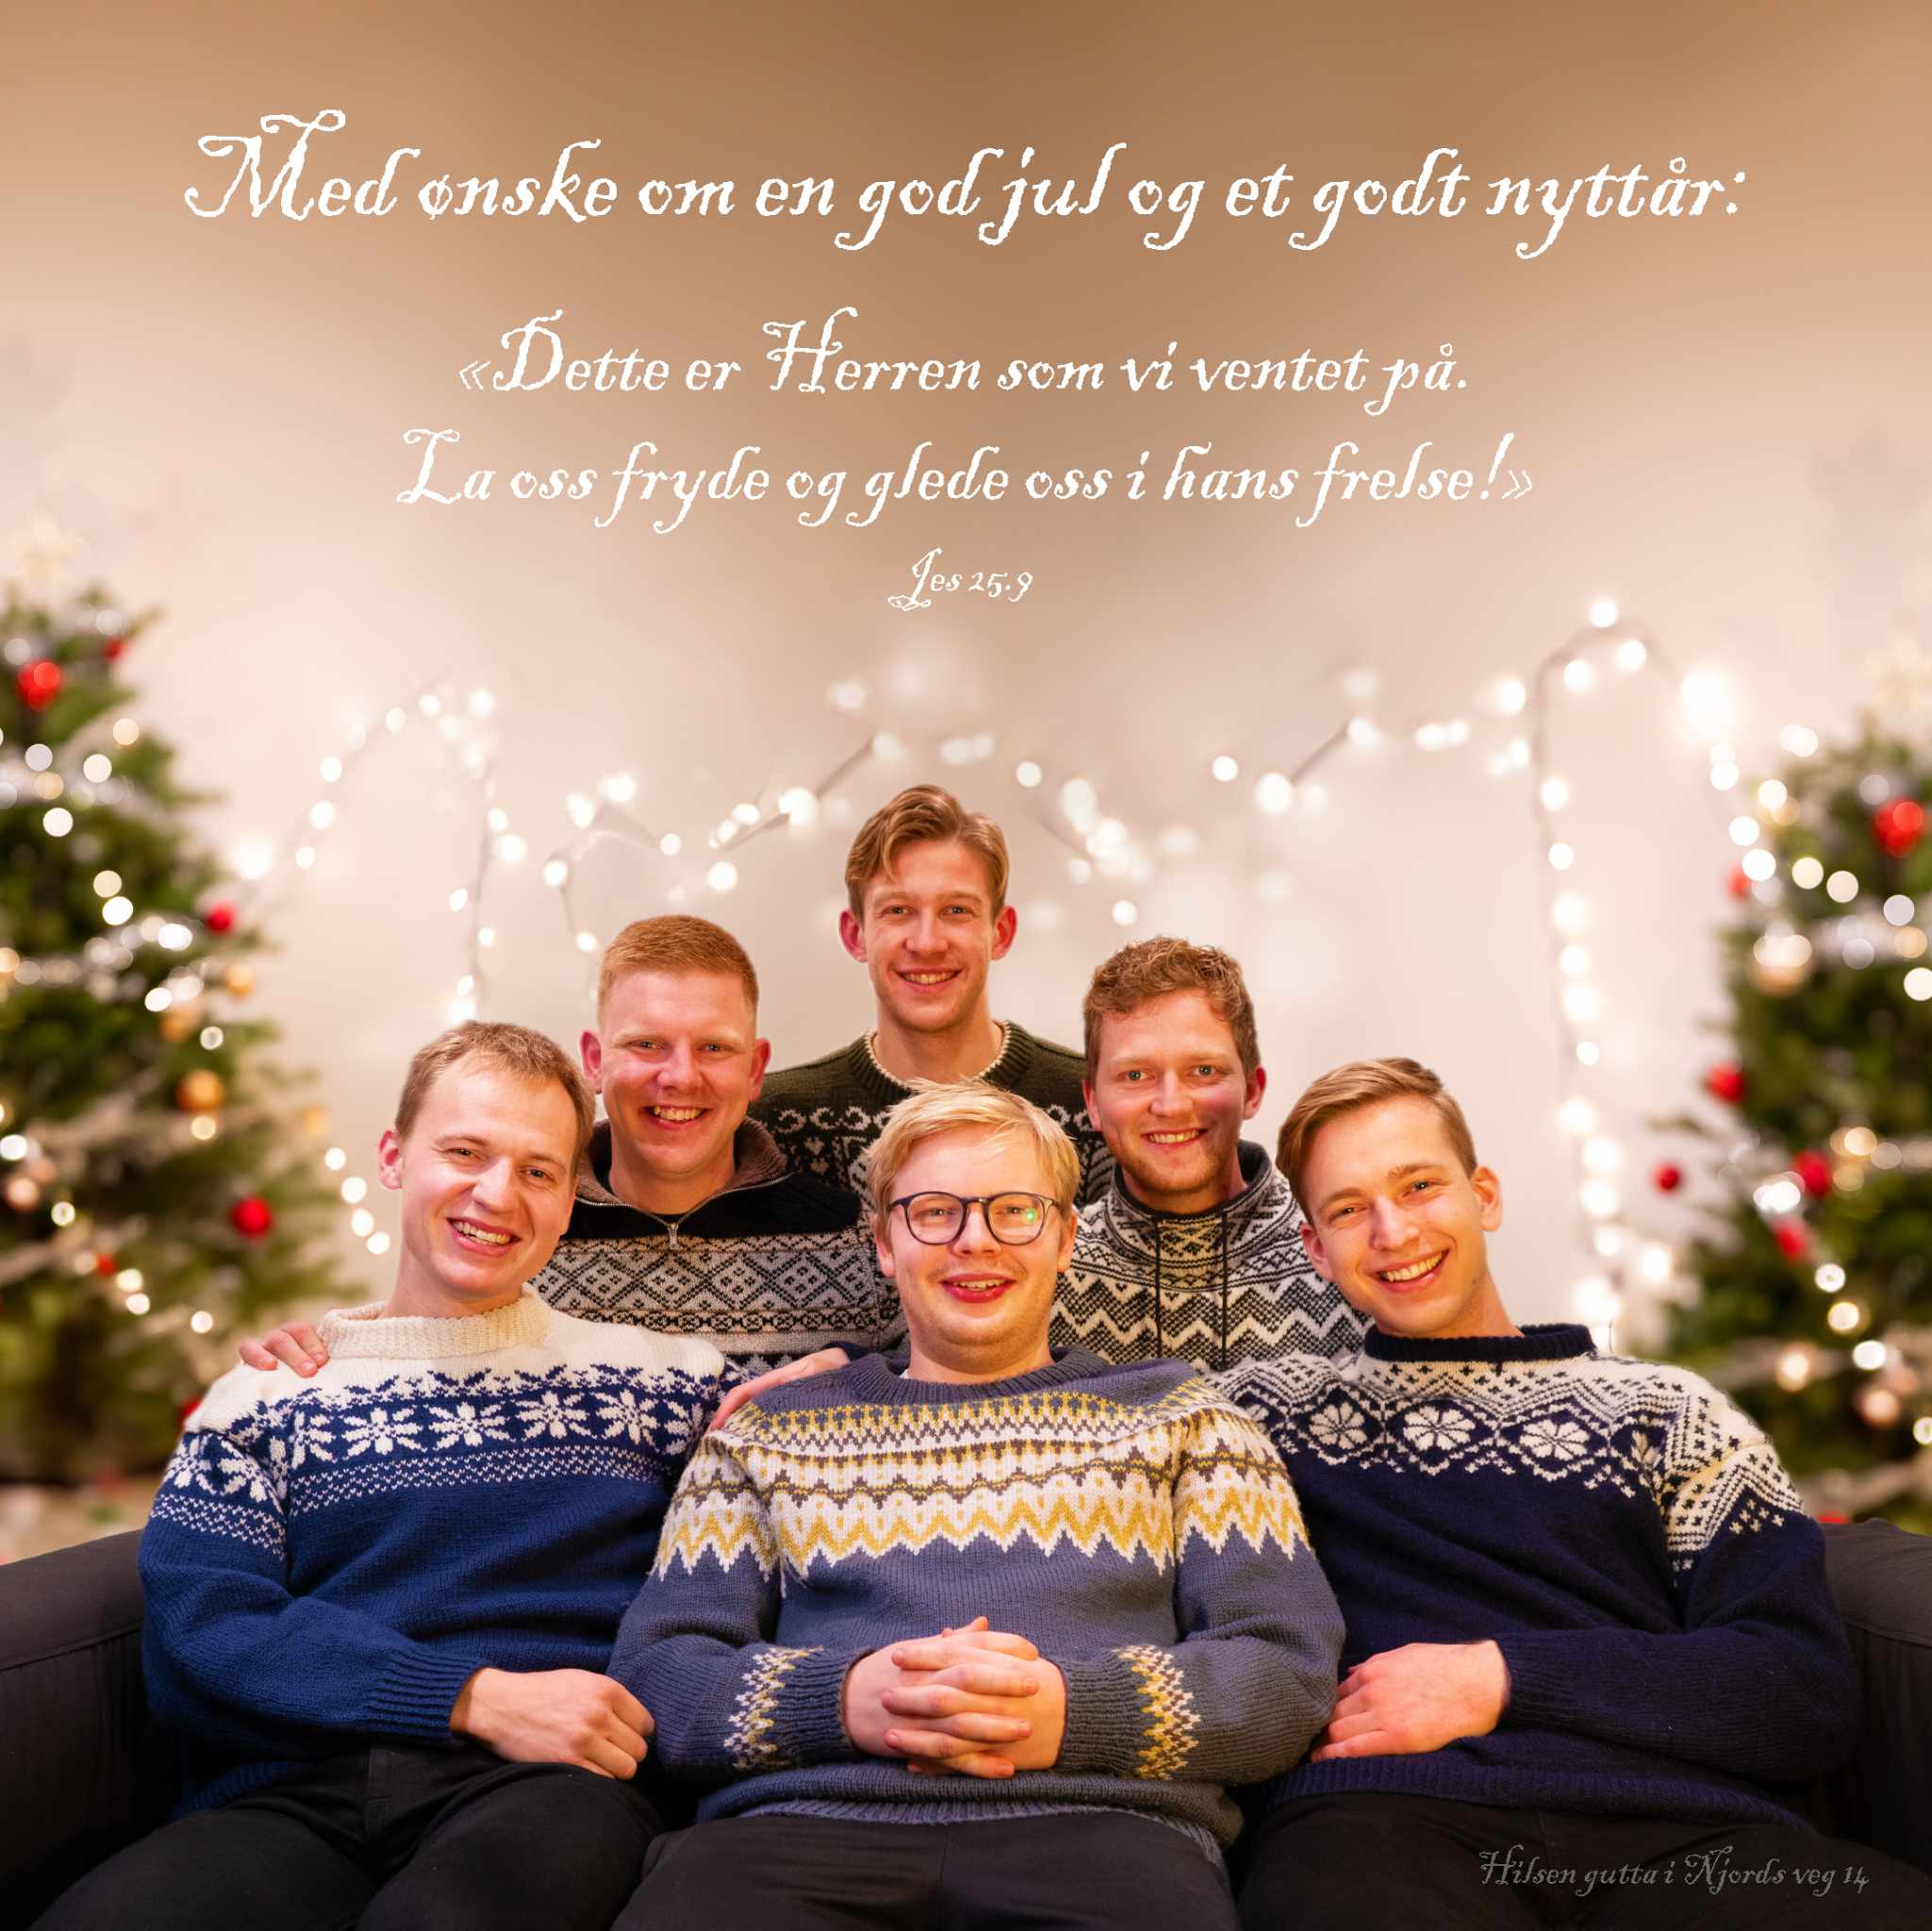 Med ønske om en god jul og et godt nyttår:
«Dette er Herren som vi ventet på.
La oss fryde og glede oss i hans frelse!»
Jes 25.9
Hilsen gutta i Njords veg 14